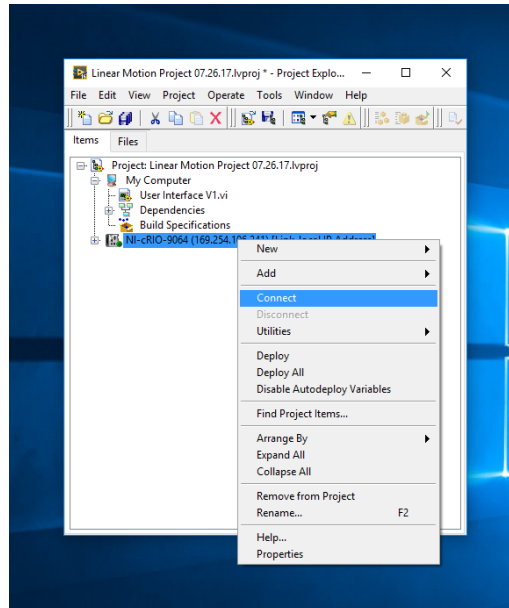 Linear Motion Project 07.26.17.lvproj * - Project Explo...
File Edit View Project Operate Tools Window Help
Items Files
Project: Linear Motion Project 07.26.17.lvproj
My Computer
User Interface V1.vi
Dependencies
Build Specifications
NI-cRIO-9064 (169.254.
New
Add
Connect
Disconnect
Utilities
Deploy
Deploy All
Disable Autodeploy Variables
Find Project Items...
Arrange By
Expand All
Collapse All
Remove from Project
Rename... F2
Help...
Properties